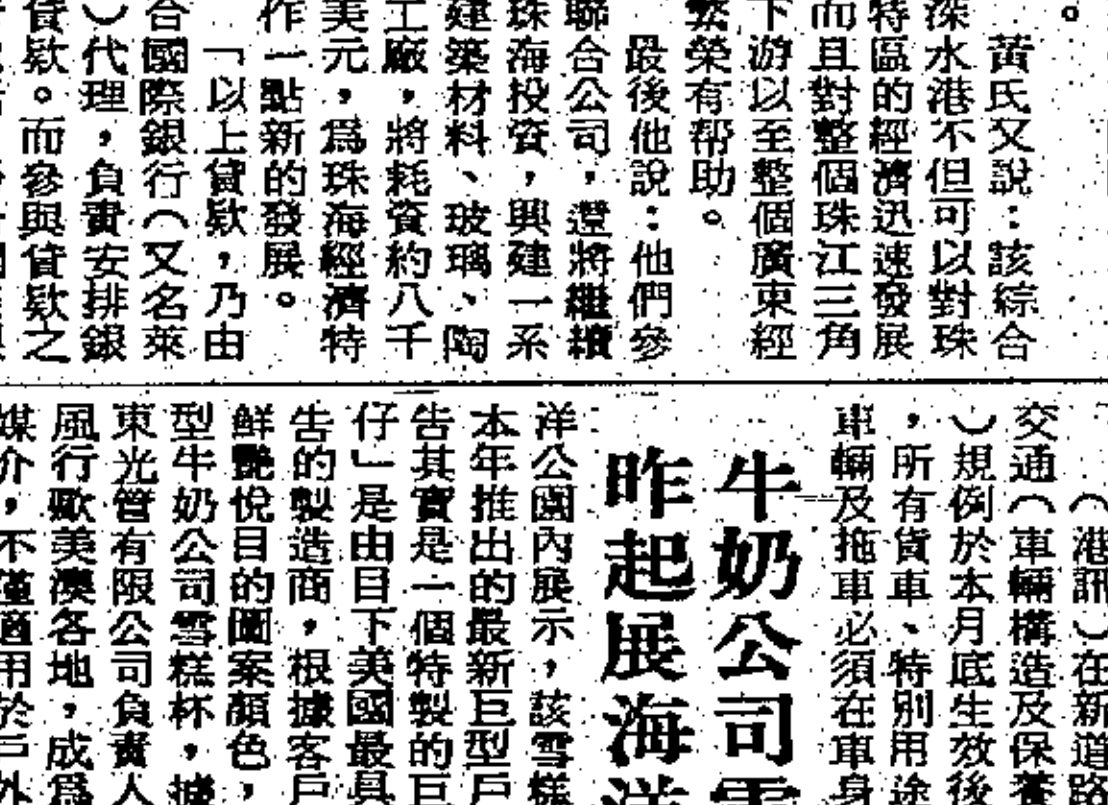 。
黃氏又說：該綜合
深水港不但可以對珠
特區的經濟迅速發展
而且對整個珠江三角
下游以至整個廣東經
繁榮有帮助。
最後他說：他們參
聯合公司，還將繼續
珠海投資，興建一系
建築材料、玻璃、陶
工廠，將耗資約八千
美元，爲珠海經濟特
作一點新的發展。
「以上貸欵，乃由
合國際銀行（又名萊
）代理，負責安排銀
貸欵。而參與貸欵之
（港訊）在新道路
交通（車輛構造及保養
）規例於本月底生效後
，所有貨車、特別用途
車輛及拖車必須在車身
牛奶公司雪
昨起展海洋
洋公園內展示，該雪糕
本年推出的最新巨型戶
告其實是一個特製的巨
仔」是由目下美國最具
告的製造商，根據客戶
鮮艷悅目的圖案顏色，
型牛奶公司雪糕杯，據
東光管有限公司負責人
風行歐美澳各地，成爲
媒介，不僅適用於戶外